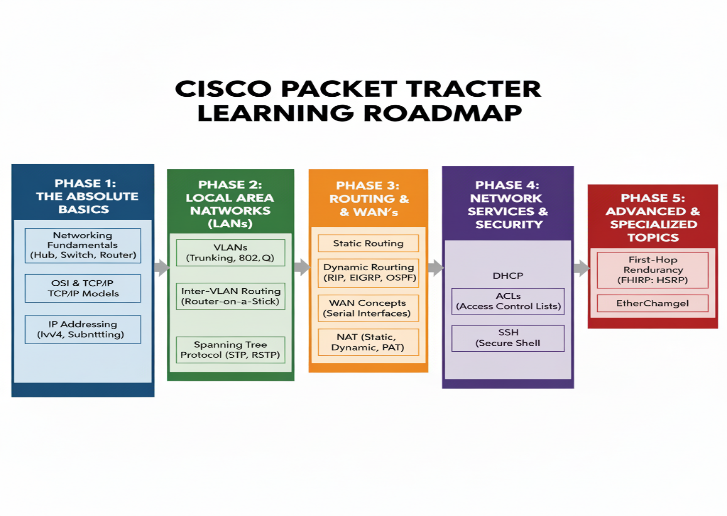 CISCO PACKET TRACTER
LEARNING ROADMAP
PHASE 1:
THE ABSOLUTE
BASICS
Networking
Fundamentals
(Hub, Switch, Router)
OSI & TCP/IP
TCP/IP Models
IP Addressing
(IvV4, Subnttting)
PHASE 2:
LOCAL AREA
NATWORKS
(LANs)
VLANs
(Trunking, 802.Q)
Inter-VLAN Routing
(Router-on-a-Stick)
Spanning Tree
Protocol (STP, RSTP)
PHASE 3:
ROUTING &
& WAN's
Static Routing
Dynamic Routing
(RIP, EIGRP, OSPF)
WAN Concepts
(Serial Interfaces)
NAT (Static,
Dynamic, PAT)
PHASE 4:
NETWORK
SERVICES &
SECURITY
DHCP
ACLs
(Access Control Lists)
SSH
(Secure Shell
PHASE 5:
ADVANCED &
SPECIALIZED
TOPICS
First-Hop
Rendurancy
(FHIRP: HSRP)
EtherChamgel